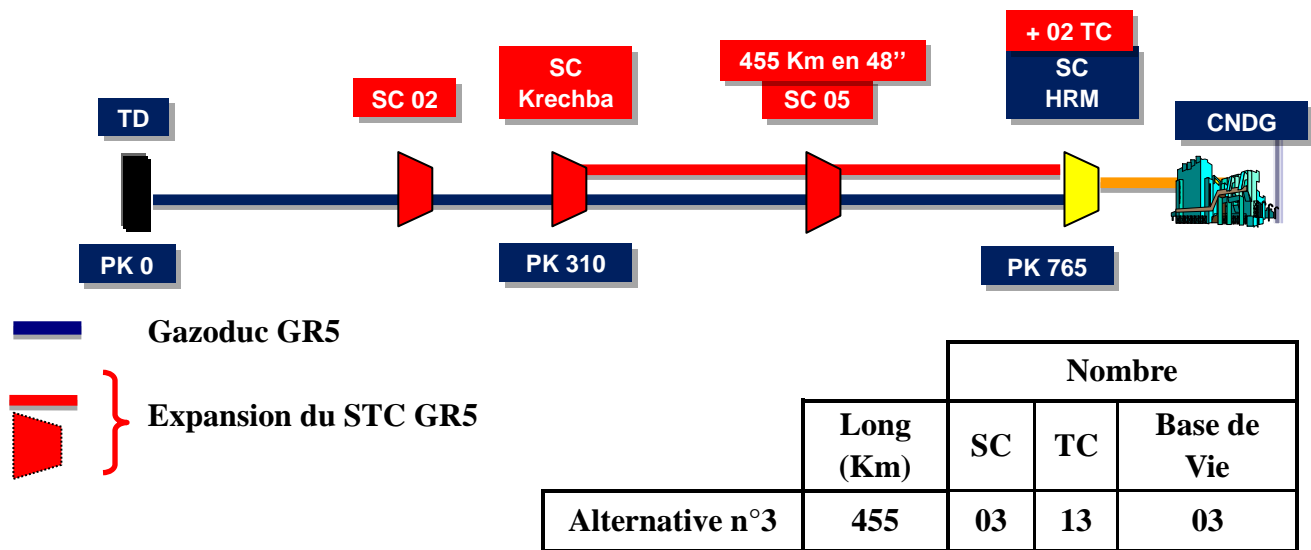 + 02 TC
SC
HRM
455 Km en 48’’
SC 05
SC
Krechba
SC 02
TD
CNDG
PK 0
PK 310
PK 765
Gazoduc GR5
Expansion du STC GR5
Nombre
Long
(Km)
SC
TC
Base de
Vie
Alternative n°3
455
03
13
03